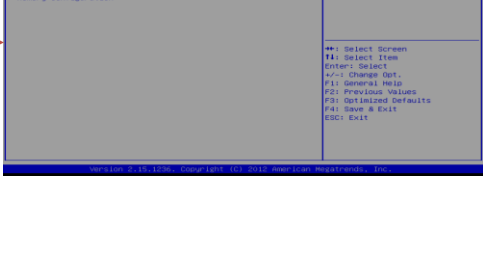 ↔: Select Screen
↑↓: Select Item
Enter: Select
+/-: Change Opt.
F1: General Help
F2: Previous Values
F3: Optimized Defaults
F4: Save & Exit
ESC: Exit
Version 2.15.1236. Copyright (C) 2012 American Megatrends, Inc.